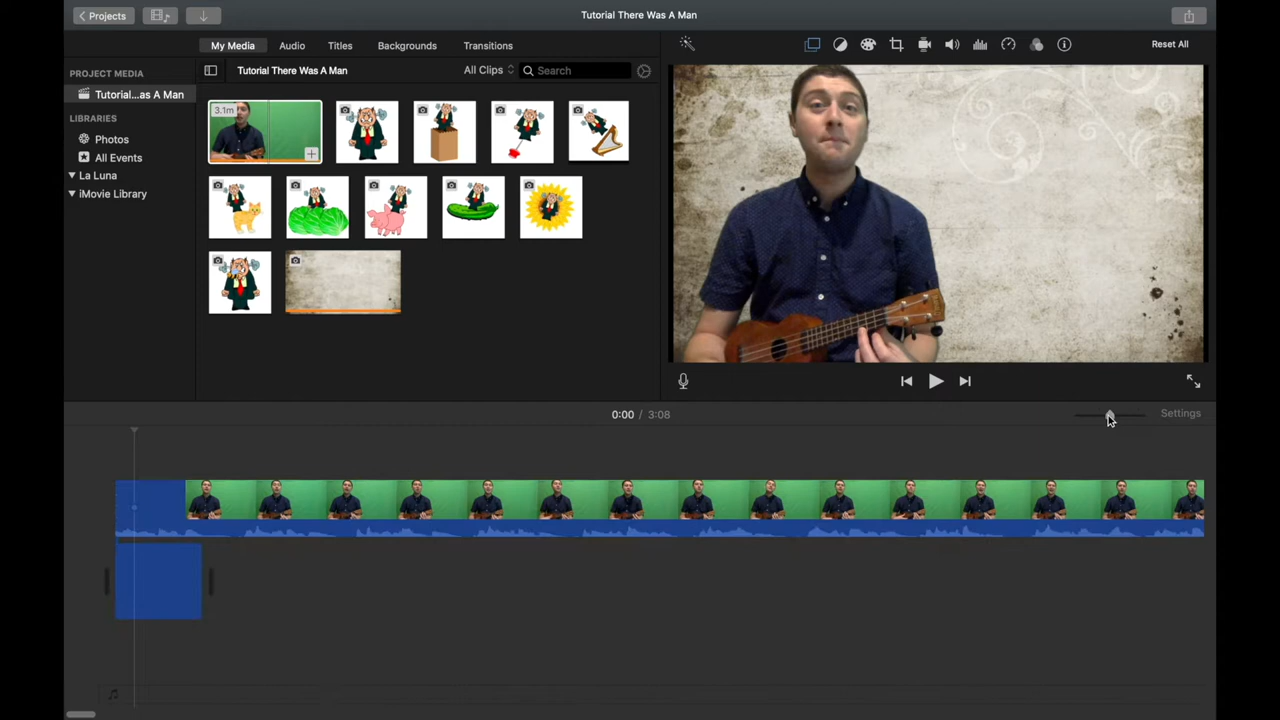 Projects
Tutorial There Was A Man
My Media Audio Titles Backgrounds Transitions
Reset All
PROJECT MEDIA
Tutorial...as A Man
LIBRARIES
Photos
All Events
La Luna
iMovie Library
Tutorial There Was A Man
All Clips
Search
3.1m
0:00 / 3:08
Settings